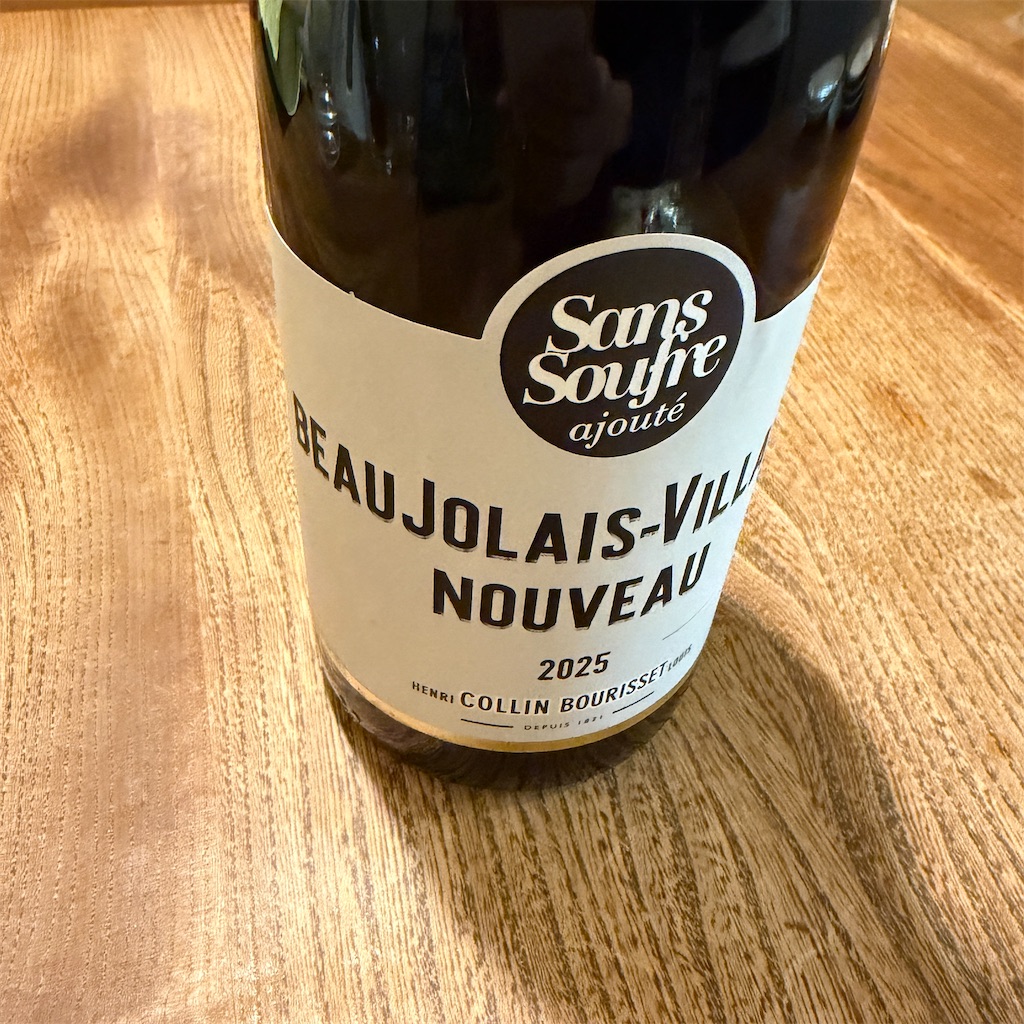 Sans
Soufre
ajouté
BEAUJOLAIS-VILLA
NOUVEAU
2025
HENRI COLLIN BOURISSET LOUIS
DEPUIS 1821